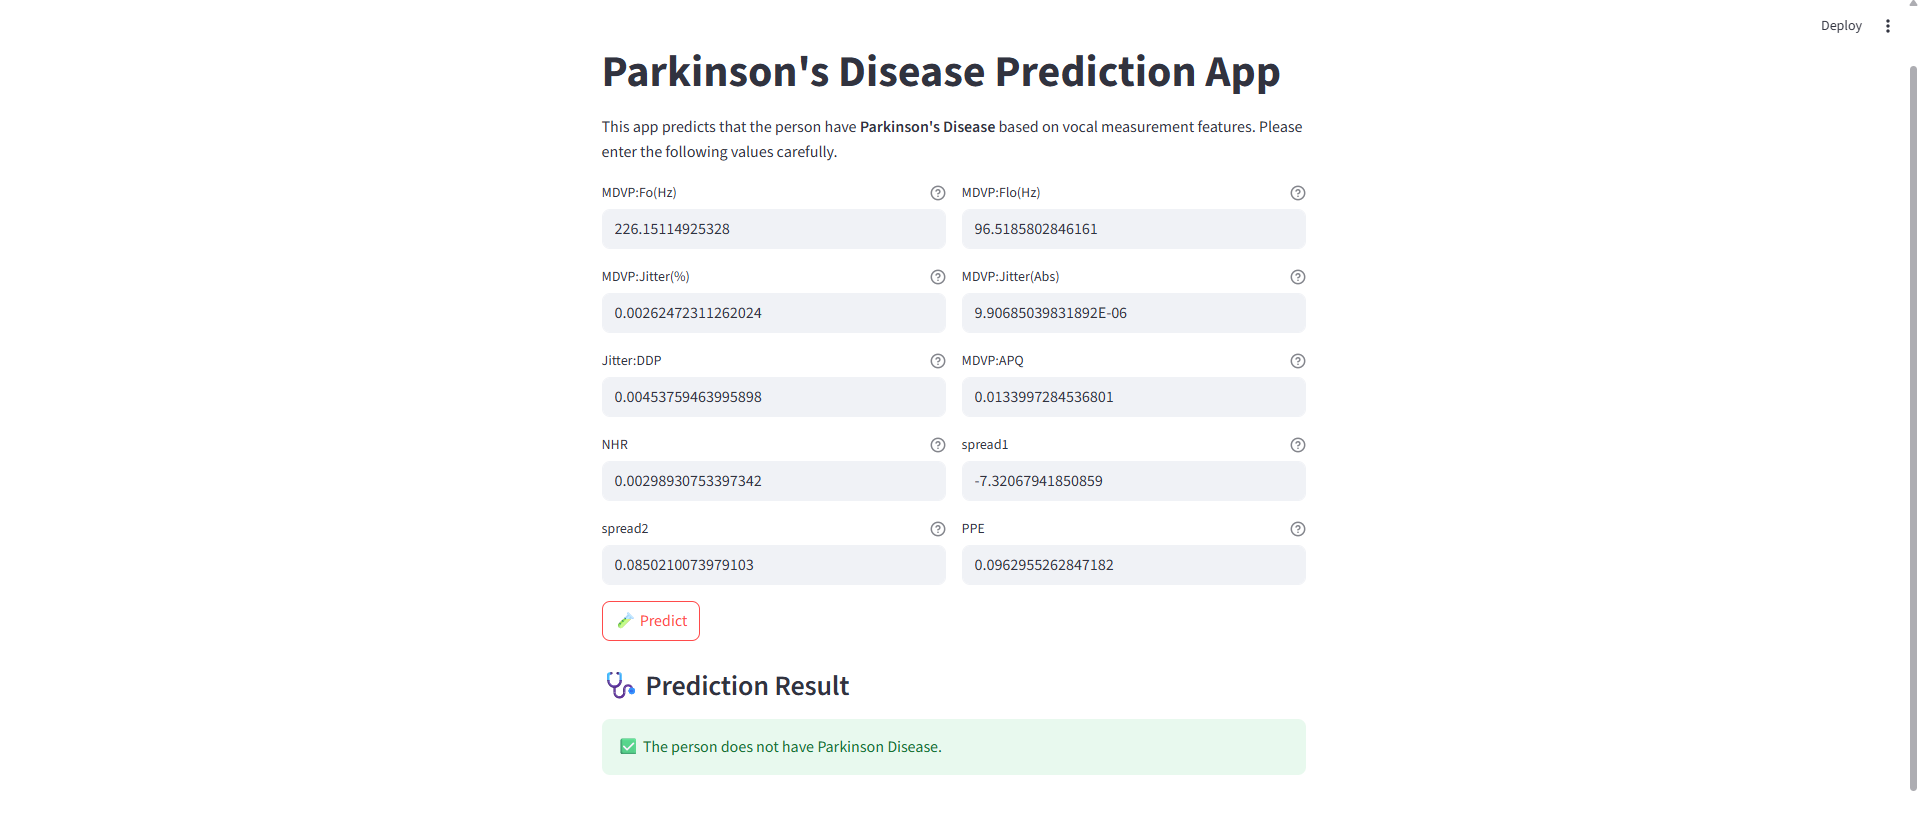 Deploy
Parkinson's Disease Prediction App
This app predicts that the person have Parkinson's Disease based on vocal measurement features. Please
enter the following values carefully.
MDVP:Fo(Hz)
MDVP:Flo(Hz)
226.15114925328
96.5185802846161
MDVP:Jitter(%)
MDVP:Jitter(Abs)
0.00262472311262024
9.90685039831892E-06
Jitter:DDP
MDVP:APQ
0.00453759463995898
0.0133997284536801
NHR
spread1
0.00298930753397342
-7.32067941850859
spread2
PPE
0.0850210073979103
0.0962955262847182
Predict
Prediction Result
The person does not have Parkinson Disease.